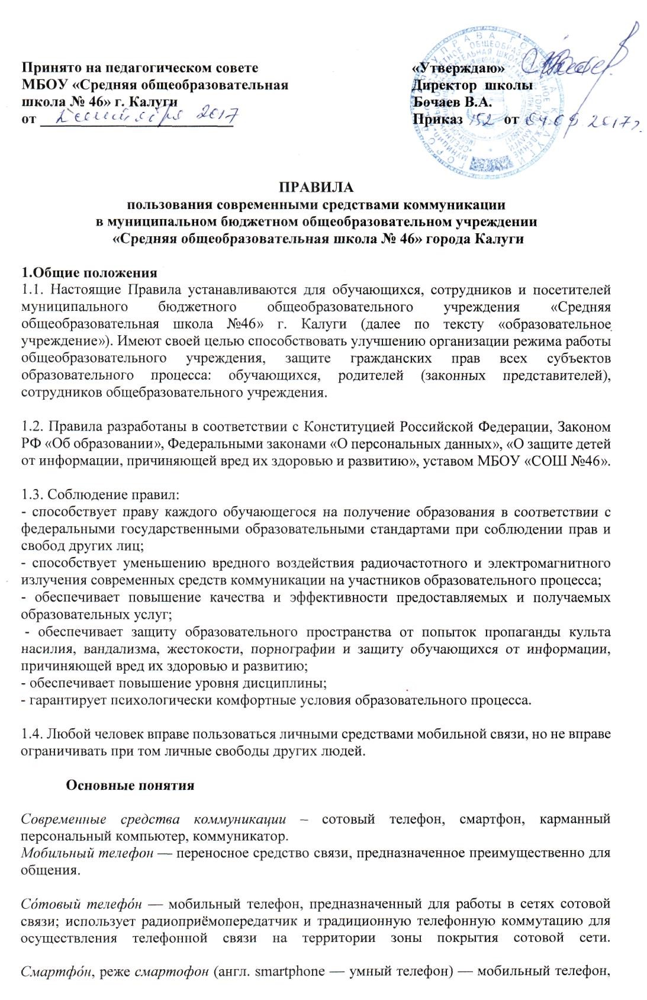 Принято на педагогическом совете
МБОУ «Средняя общеобразовательная
школа № 46» г. Калуги
от 2017
«Утверждаю»
Директор школы
Бочаев В.А.
Приказ 152 от 2017г.
ПРАВИЛА
пользования современными средствами коммуникации
в муниципальном бюджетном общеобразовательном учреждении
«Средняя общеобразовательная школа № 46» города Калуги
1.Общие положения
1.1. Настоящие Правила устанавливаются для обучающихся, сотрудников и посетителей
муниципального бюджетного общеобразовательного учреждения «Средняя
общеобразовательная школа №46» г. Калуги (далее по тексту «образовательное
учреждение»). Имеют своей целью способствовать улучшению организации режима работы
общеобразовательного учреждения, защите гражданских прав всех субъектов
образовательного процесса: обучающихся, родителей (законных представителей),
сотрудников общебразовательного учреждения.
1.2. Правила разработаны в соответствии с Конституцией Российской Федерации, Законом
РФ «Об образовании», Федеральными законами «О персональных данных», «О защите детей
от информации, причиняющей вред их здоровью и развитию», уставом МБОУ «СОШ №46».
1.3. Соблюдение правил:
- способствует праву каждого обучающегося на получение образования в соответствии с
федеральными государственными образовательными стандартами при соблюдении прав и
свобод других лиц;
- способствует уменьшению вредного воздействия радиочастотного и электромагнитного
излучения современных средств коммуникации на участников образовательного процесса;
- обеспечивает повышение качества и эффективности предоставляемых и получаемых
образовательных услуг;
- обеспечивает защиту образовательного пространства от попыток пропаганды культа
насилия, вандализма, жестокости, порнографии и защиту обучающихся от информации,
причиняющей вред их здоровью и развитию;
- обеспечивает повышение уровня дисциплины;
- гарантирует психологически комфортные условия образовательного процесса.
1.4. Любой человек вправе пользоваться личными средствами мобильной связи, но не вправе
ограничивать при том личные свободы других людей.
Основные понятия
Современные средства коммуникации – сотовый телефон, смартфон, карманный
персональный компьютер, коммуникатор.
Мобильный телефон — переносное средство связи, предназначенное преимущественно для
общения.
Со́товый телефо́н — мобильный телефон, предназначенный для работы в сетях сотовой
связи; использует радиоприёмопередатчик и традиционную телефонную коммутацию для
осуществления телефонной связи на территории зоны покрытия сотовой сети.
Смартфо́н, реже смартофон (англ. smartphone — умный телефон) — мобильный телефон,